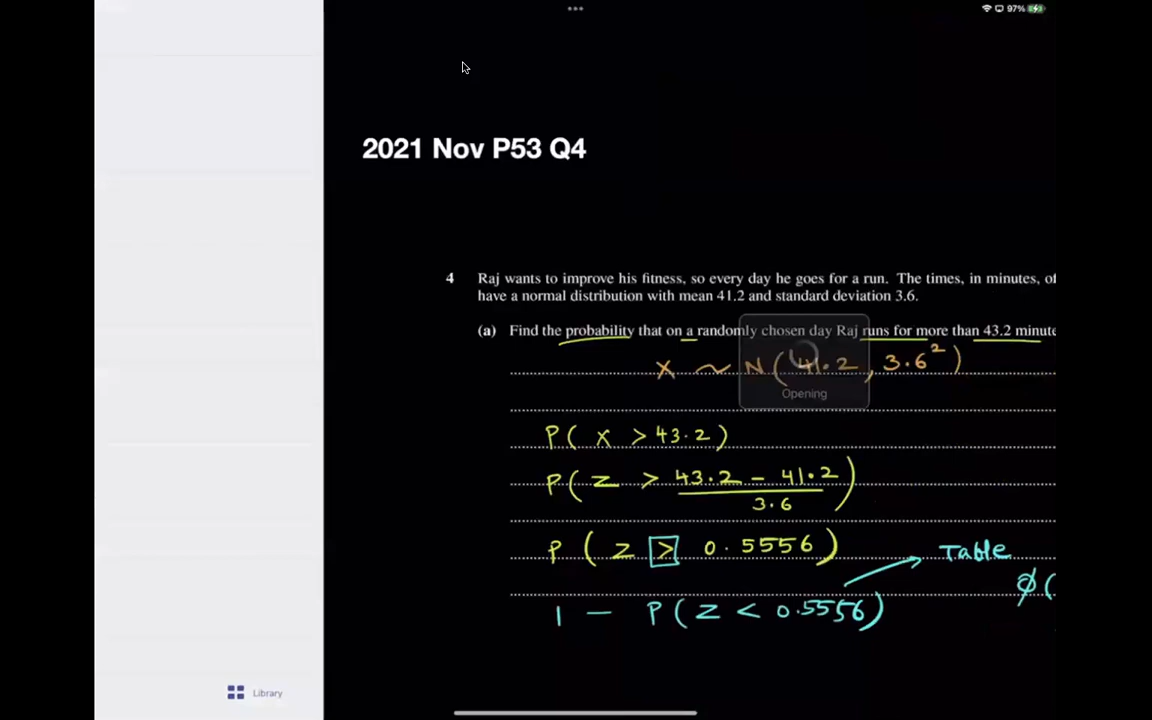 97%
2021 Nov P53 Q4
4 Raj wants to improve his fitness, so every day he goes for a run. The times, in minutes, of
have a normal distribution with mean 41.2 and standard deviation 3.6.
(a) Find the probability that on a randomly chosen day Raj runs for more than 43.2 minute
X ~ N(41.2, 3.6²)
Opening
P( X > 43.2)
P( Z > 43.2 - 41.2 / 3.6 )
P ( Z > 0.5556)
Table
ϕ(
1 - P( Z < 0.5556)
Library